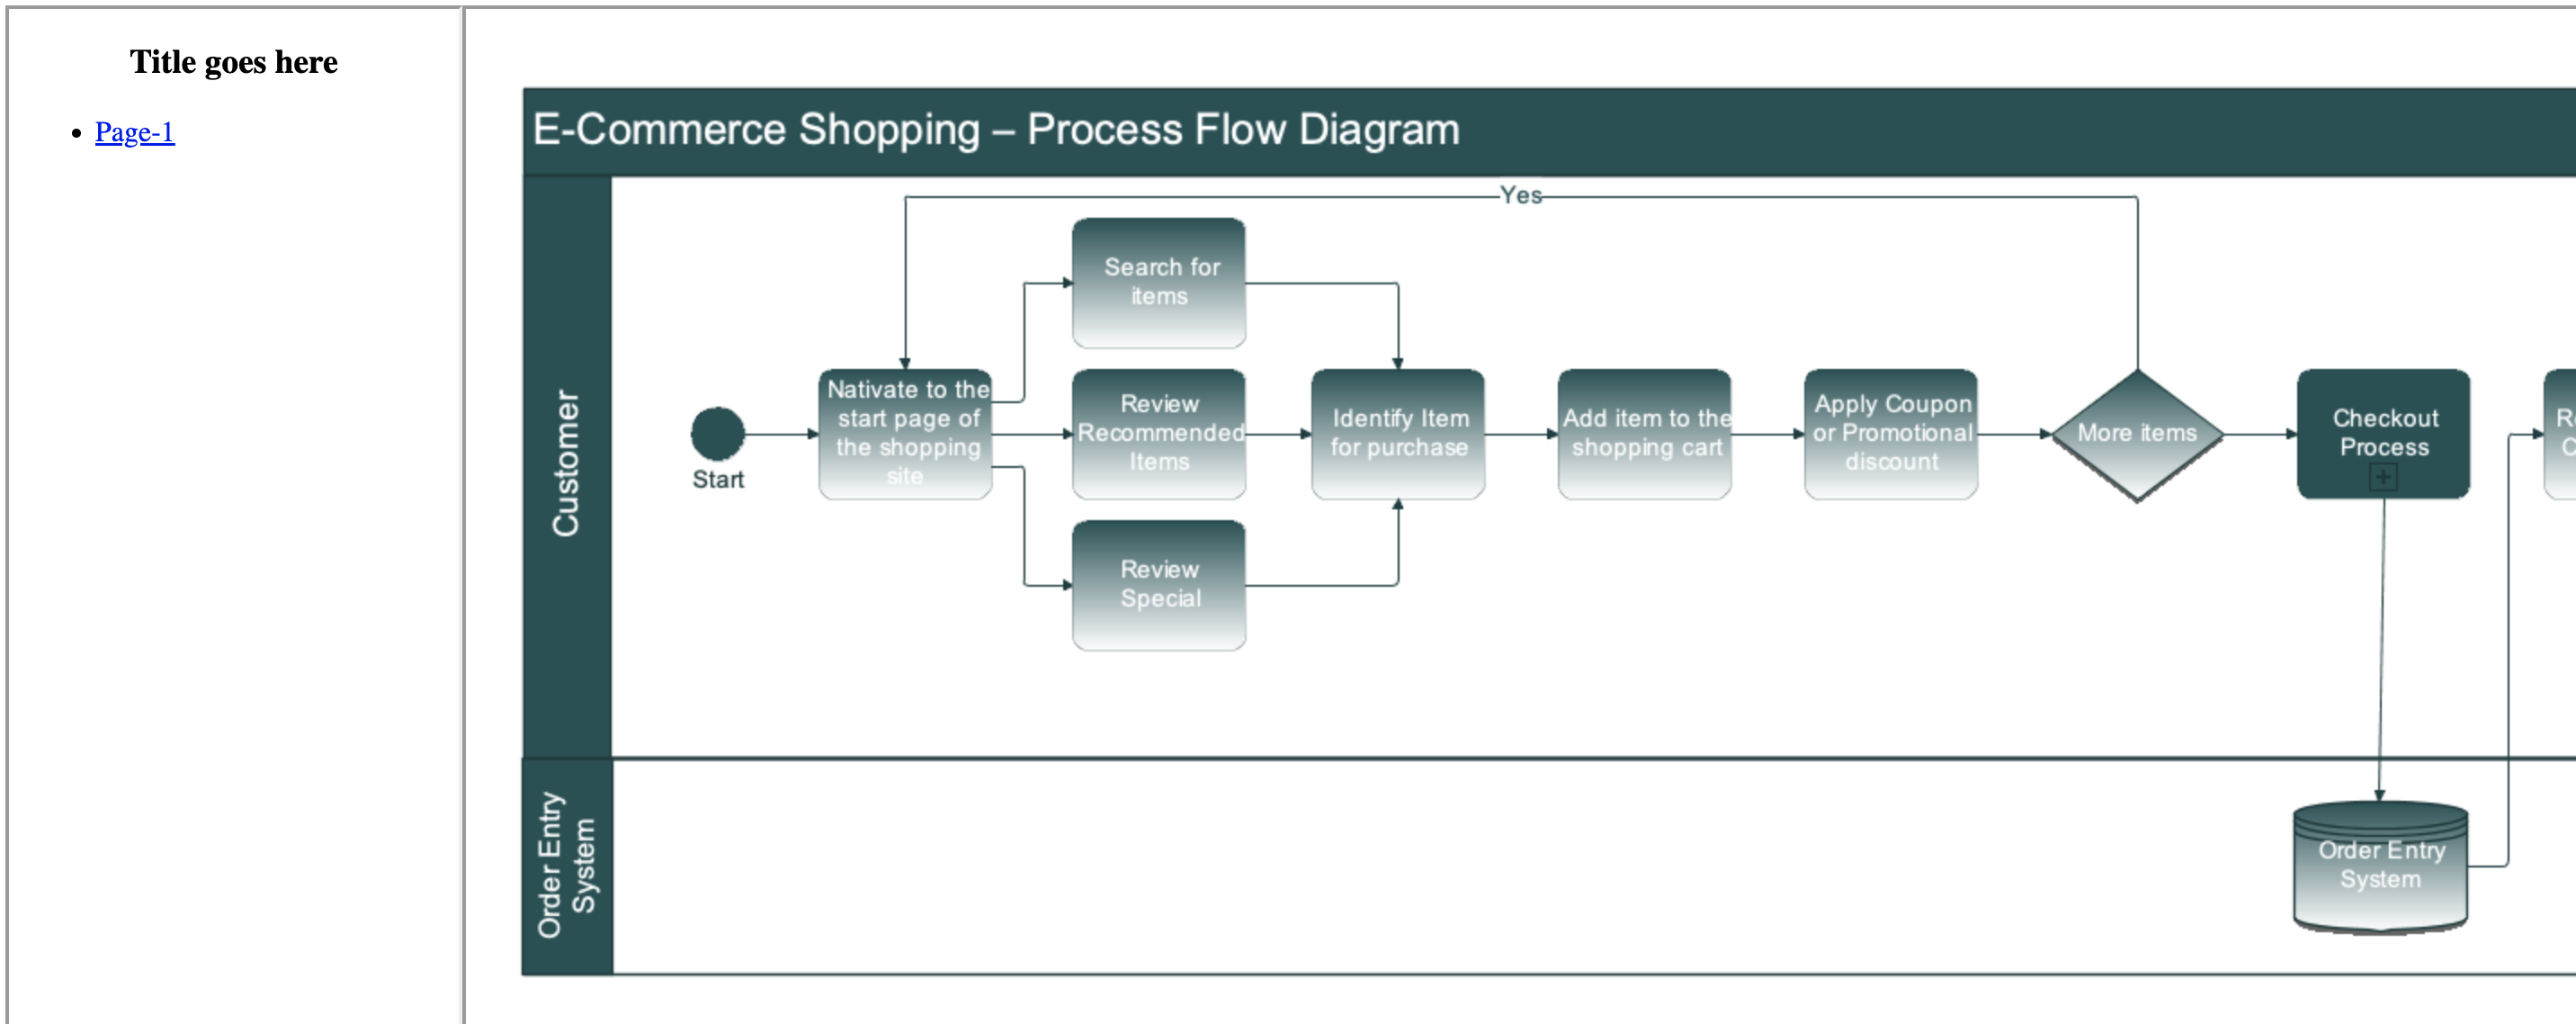 Title goes here
Page-1
E-Commerce Shopping – Process Flow Diagram
Customer
Yes
Start
Nativate to the
start page of
the shopping
site
Search for
items
Review
Recommended
Items
Review
Special
Identify Item
for purchase
Add item to the
shopping cart
Apply Coupon
or Promotional
discount
More items
Checkout
Process
Order Entry
System
Order Entry
System